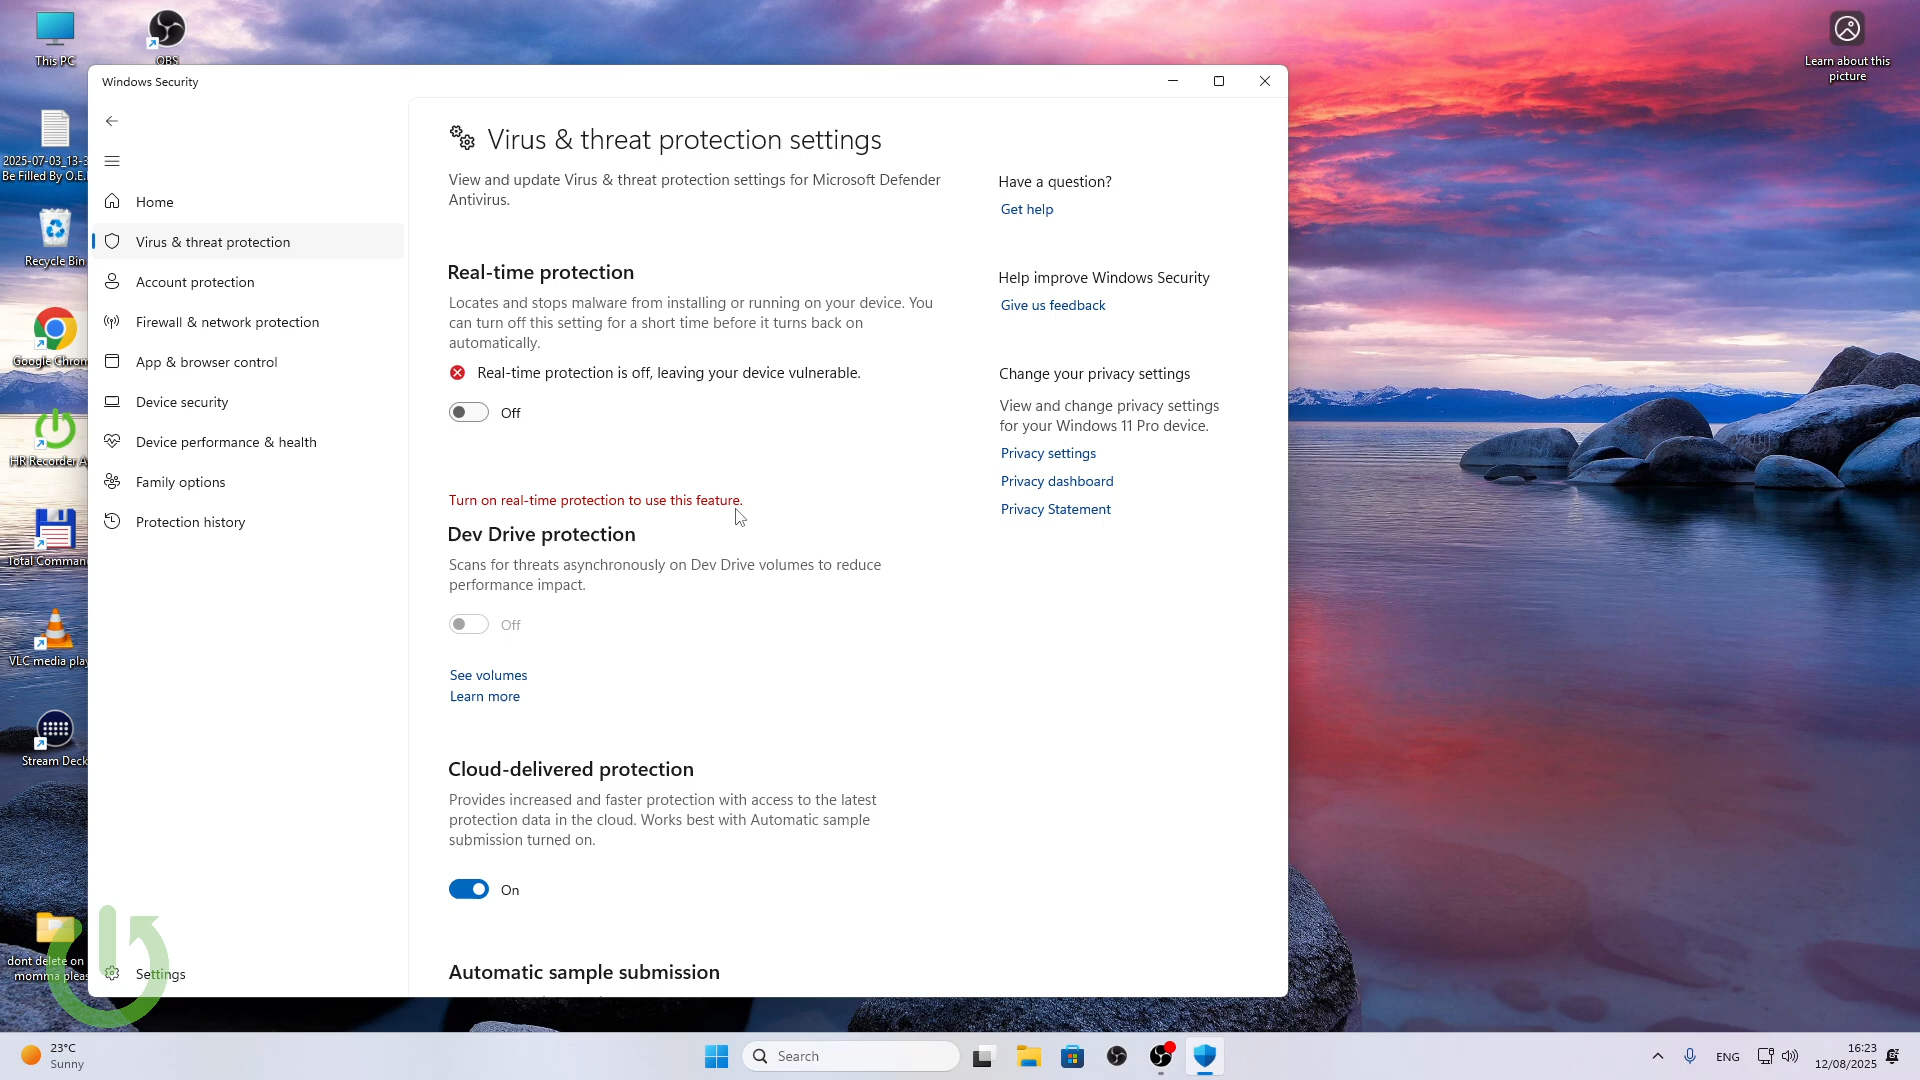 This PC
OBS
Learn about this
picture
Windows Security
2025-07-03_13-3
Be Filled By O.E.
Recycle Bin
Google Chrom
HR Recorder A
Total Comman
VLC media play
Stream Deck
dont delete on
momma pleas
Home
Virus & threat protection
Account protection
Firewall & network protection
App & browser control
Device security
Device performance & health
Family options
Protection history
Settings
Virus & threat protection settings
View and update Virus & threat protection settings for Microsoft Defender
Antivirus.
Real-time protection
Locates and stops malware from installing or running on your device. You
can turn off this setting for a short time before it turns back on
automatically.
Real-time protection is off, leaving your device vulnerable.
Off
Turn on real-time protection to use this feature.
Dev Drive protection
Scans for threats asynchronously on Dev Drive volumes to reduce
performance impact.
Off
See volumes
Learn more
Cloud-delivered protection
Provides increased and faster protection with access to the latest
protection data in the cloud. Works best with Automatic sample
submission turned on.
On
Automatic sample submission
Have a question?
Get help
Help improve Windows Security
Give us feedback
Change your privacy settings
View and change privacy settings
for your Windows 11 Pro device.
Privacy settings
Privacy dashboard
Privacy Statement
23°C
Sunny
Search
ENG
16:23
12/08/2025